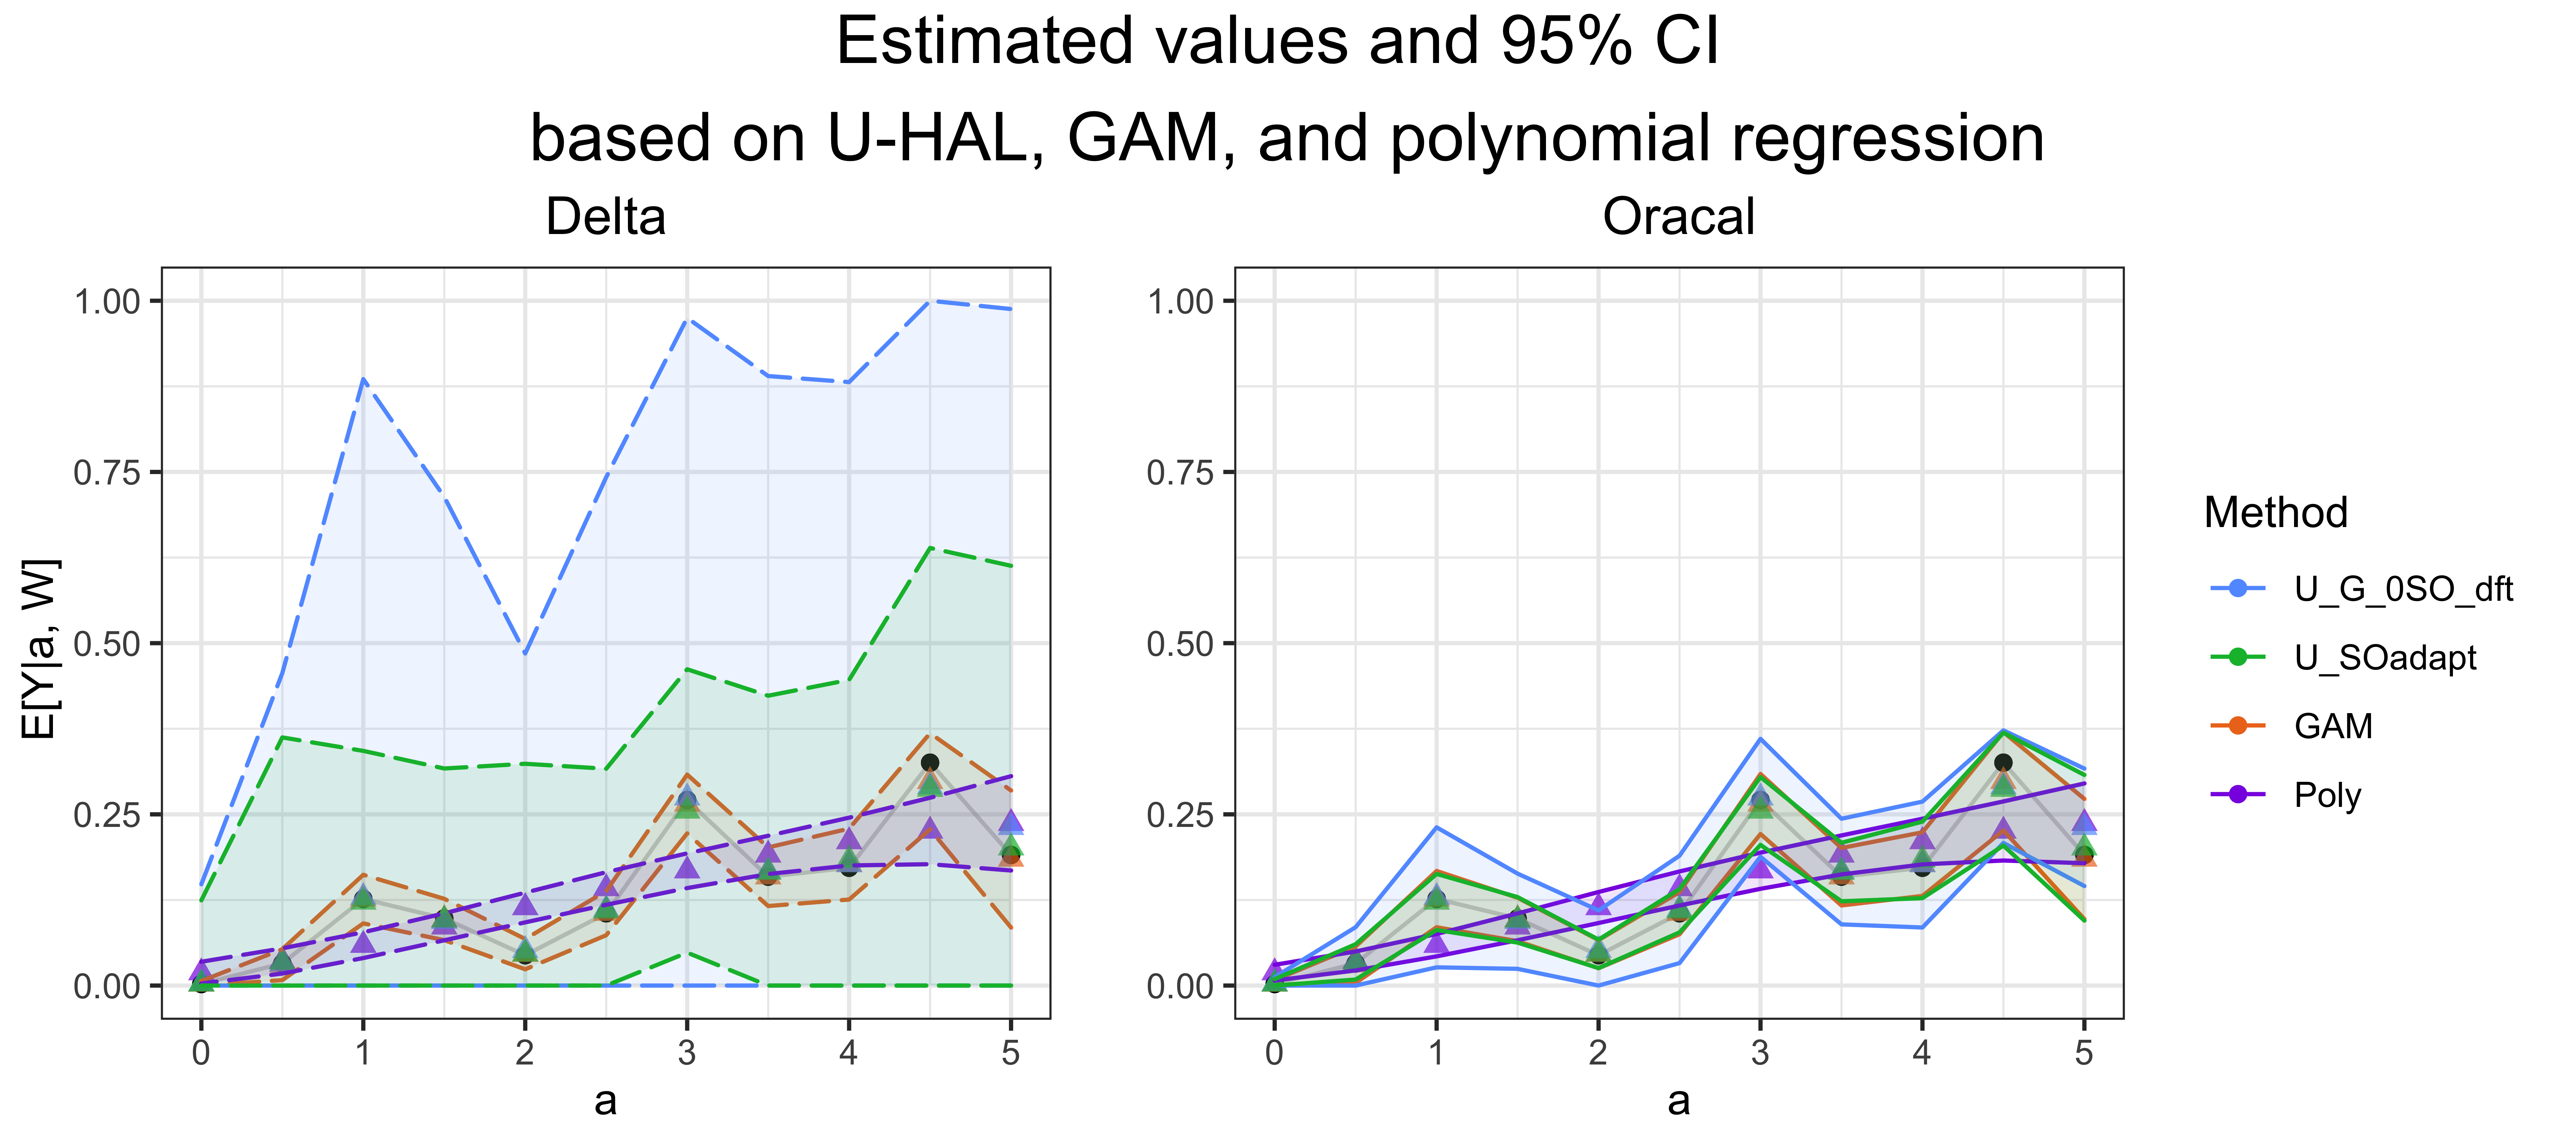 Estimated values and 95% CI
based on U-HAL, GAM, and polynomial regression
Delta
Oracal
E[Y|a, W]
1.00
0.75
0.50
0.25
0.00
0 1 2 3 4 5
a
1.00
0.75
0.50
0.25
0.00
0 1 2 3 4 5
a
Method
U_G_0SO_dft
U_SOadapt
GAM
Poly